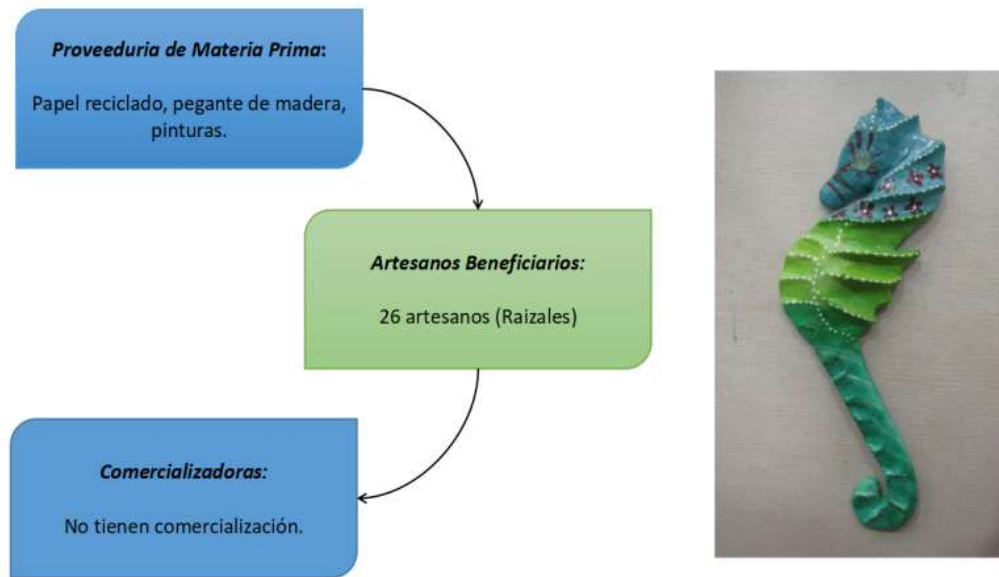 Proveeduria de Materia Prima:
Papel reciclado, pegante de madera,
pinturas.
Artesanos Beneficiarios:
26 artesanos (Raizales)
Comercializadoras:
No tienen comercialización.